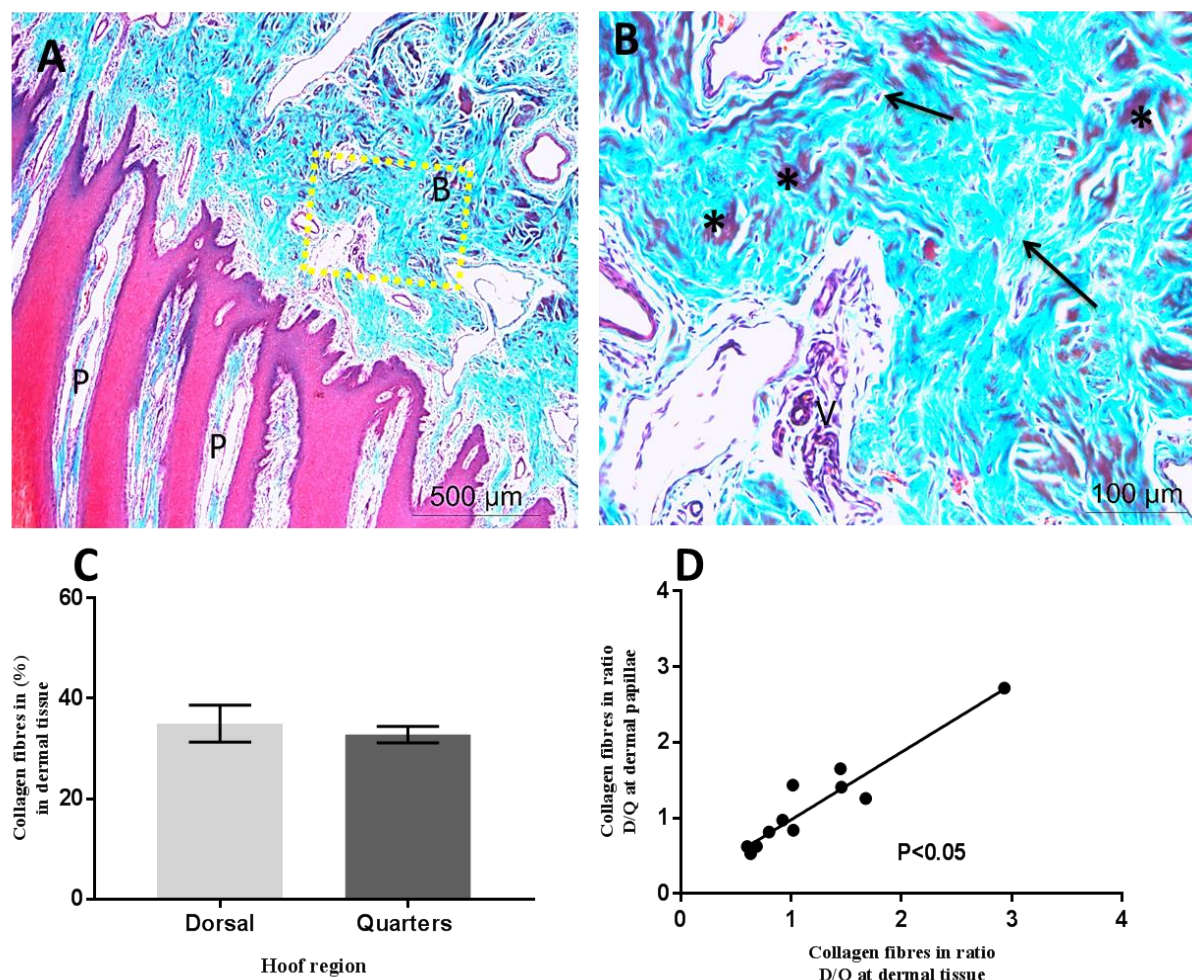 A
B
P
P
500 µm
B
*
*
*
V
100 µm
C
60
40
20
0
Collagen fibres in (%)
in dermal tissue
Dorsal
Quarters
Hoof region
D
4
3
2
1
0
Collagen fibres in ratio
D/Q at dermal papillae
P<0.05
0
1
2
3
4
Collagen fibres in ratio
D/Q at dermal tissue